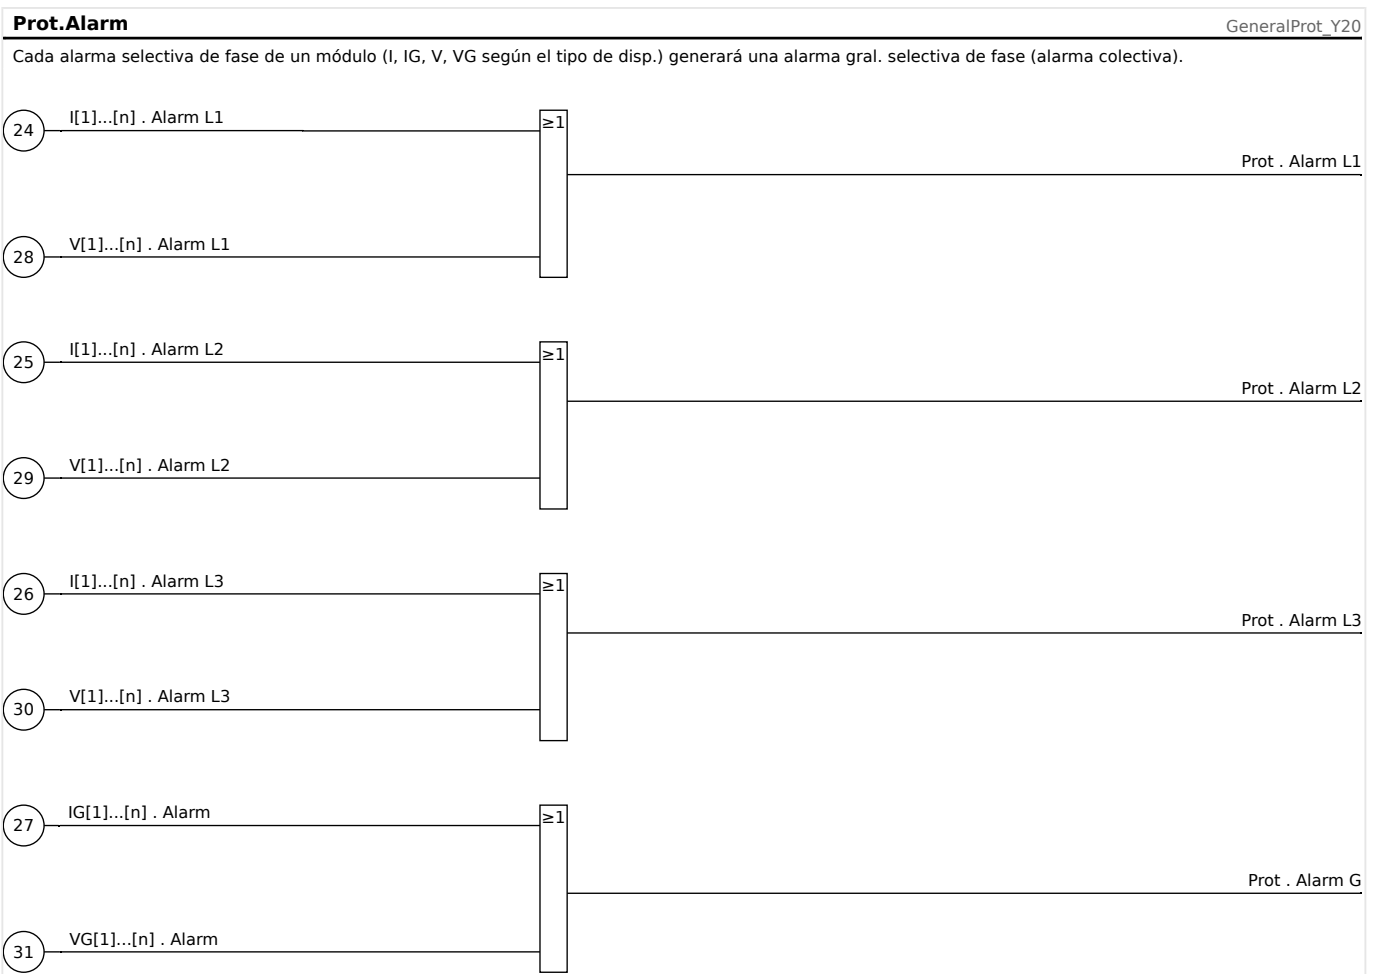 Prot.Alarm
GeneralProt_Y20
Cada alarma selectiva de fase de un módulo (I, IG, V, VG según el tipo de disp.) generará una alarma gral. selectiva de fase (alarma colectiva).
24
I[1]...[n] . Alarm L1
≥1
Prot . Alarm L1
28
V[1]...[n] . Alarm L1
25
I[1]...[n] . Alarm L2
≥1
Prot . Alarm L2
29
V[1]...[n] . Alarm L2
26
I[1]...[n] . Alarm L3
≥1
Prot . Alarm L3
30
V[1]...[n] . Alarm L3
27
IG[1]...[n] . Alarm
≥1
Prot . Alarm G
31
VG[1]...[n] . Alarm